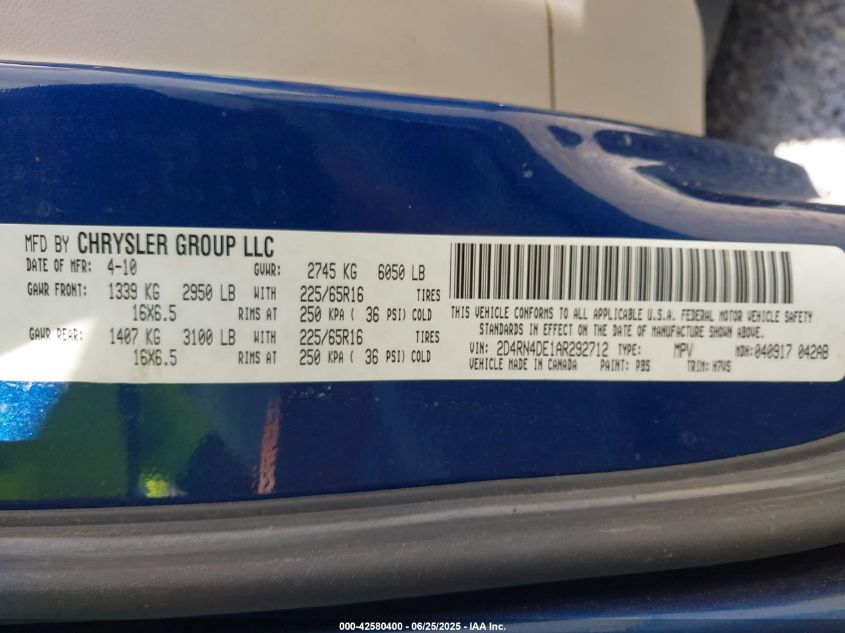 MFD BY CHRYSLER GROUP LLC
DATE OF MFR: 4-10 GVWR: 2745 KG 6050 LB
GAWR FRONT: 1339 KG 2950 LB WITH 225/65R16 TIRES
16X6.5 RIMS AT 250 KPA ( 36 PSI) COLD
GAWR REAR: 1407 KG 3100 LB WITH 225/65R16 TIRES
16X6.5 RIMS AT 250 KPA ( 36 PSI) COLD
THIS VEHICLE CONFORMS TO ALL APPLICABLE U.S.A. FEDERAL MOTOR VEHICLE SAFETY
STANDARDS IN EFFECT ON THE DATE OF MANUFACTURE SHOWN ABOVE.
VIN: 2D4RN4DE1AR292712 TYPE: MPV MDH: 040917 042AB
VEHICLE MADE IN CANADA PAINT: PBS TRIM: H7V5
000-42580400 - 06/25/2025 - IAA Inc.